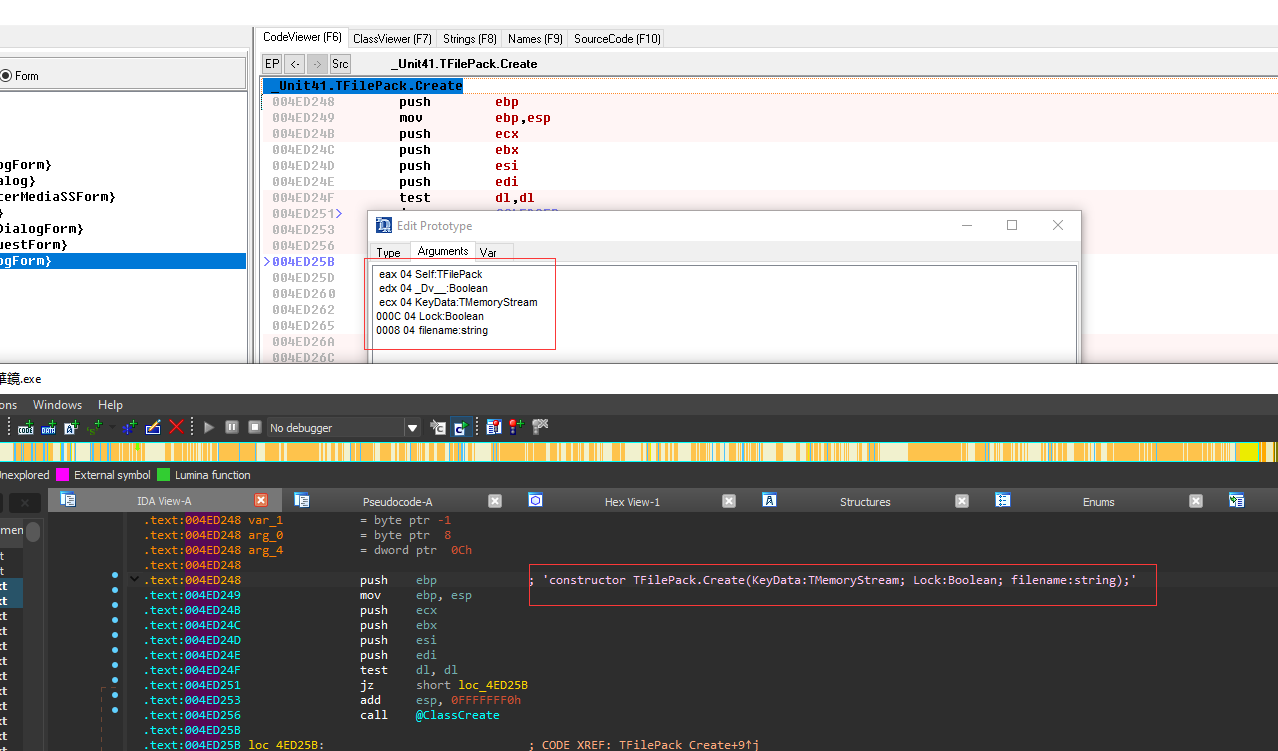 CodeViewer (F6) ClassViewer (F7) Strings (F8) Names (F9) SourceCode (F10)
EP <- -> Src _Unit41.TFilePack.Create
Form
_Unit41.TFilePack.Create
004ED248 push ebp
004ED249 mov ebp,esp
004ED24B push ecx
004ED24C push ebx
ogForm} 004ED24D push esi
alog} 004ED24E push edi
terMediaSSForm} 004ED24F test dl,dl
} 004ED251>
DialogForm} 004ED253
uestForm} 004ED256
ogForm} >004ED25B
004ED25D
004ED260
004ED262
004ED265
004ED26A
004ED26C
Edit Prototype
Type Arguments Var
eax 04 Self:TFilePack
edx 04 _Dv__:Boolean
ecx 04 KeyData:TMemoryStream
000C 04 Lock:Boolean
0008 04 filename:string
華鏡.exe
ons Windows Help
No debugger
Unexplored External symbol Lumina function
IDA View-A Pseudocode-A Hex View-1 Structures Enums
.text:004ED248 var_1 = byte ptr -1
.text:004ED248 arg_0 = byte ptr 8
.text:004ED248 arg_4 = dword ptr 0Ch
.text:004ED248
.text:004ED248 push ebp ; 'constructor TFilePack.Create(KeyData:TMemoryStream; Lock:Boolean; filename:string);'
.text:004ED249 mov ebp, esp
.text:004ED24B push ecx
.text:004ED24C push ebx
.text:004ED24D push esi
.text:004ED24E push edi
.text:004ED24F test dl, dl
.text:004ED251 jz short loc_4ED25B
.text:004ED253 add esp, 0FFFFFFF0h
.text:004ED256 call @ClassCreate
.text:004ED25B
.text:004ED25B loc_4ED25B: ; CODE XREF: TFilePack_Create+9↑j